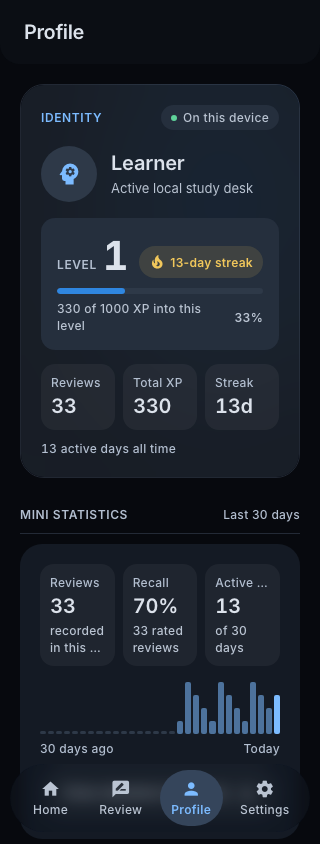 Profile
IDENTITY
On this device
Learner
Active local study desk
LEVEL 1
13-day streak
330 of 1000 XP into this
level
33%
Reviews
33
Total XP
330
Streak
13d
13 active days all time
MINI STATISTICS
Last 30 days
Reviews
33
recorded
in this ...
Recall
70%
33 rated
reviews
Active ...
13
of 30
days
30 days ago
Today
Home
Review
Profile
Settings